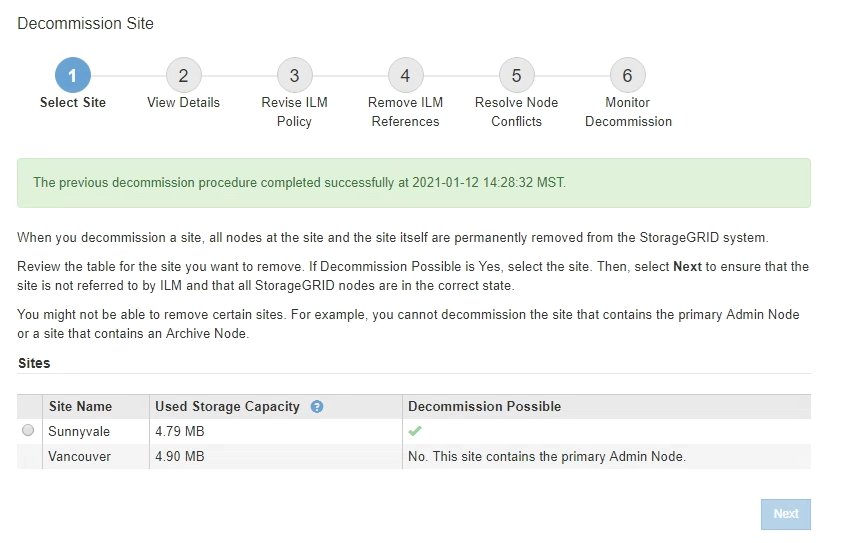 Decommission Site
1 2 3 4 5 6
Select Site View Details Revise ILM Remove ILM Resolve Node Monitor
Policy References Conflicts Decommission
The previous decommission procedure completed successfully at 2021-01-12 14:28:32 MST.
When you decommission a site, all nodes at the site and the site itself are permanently removed from the StorageGRID system.
Review the table for the site you want to remove. If Decommission Possible is Yes, select the site. Then, select Next to ensure that the
site is not referred to by ILM and that all StorageGRID nodes are in the correct state.
You might not be able to remove certain sites. For example, you cannot decommission the site that contains the primary Admin Node
or a site that contains an Archive Node.
Sites
Site Name Used Storage Capacity ? Decommission Possible
Sunnyvale 4.79 MB
Vancouver 4.90 MB No. This site contains the primary Admin Node.
Next